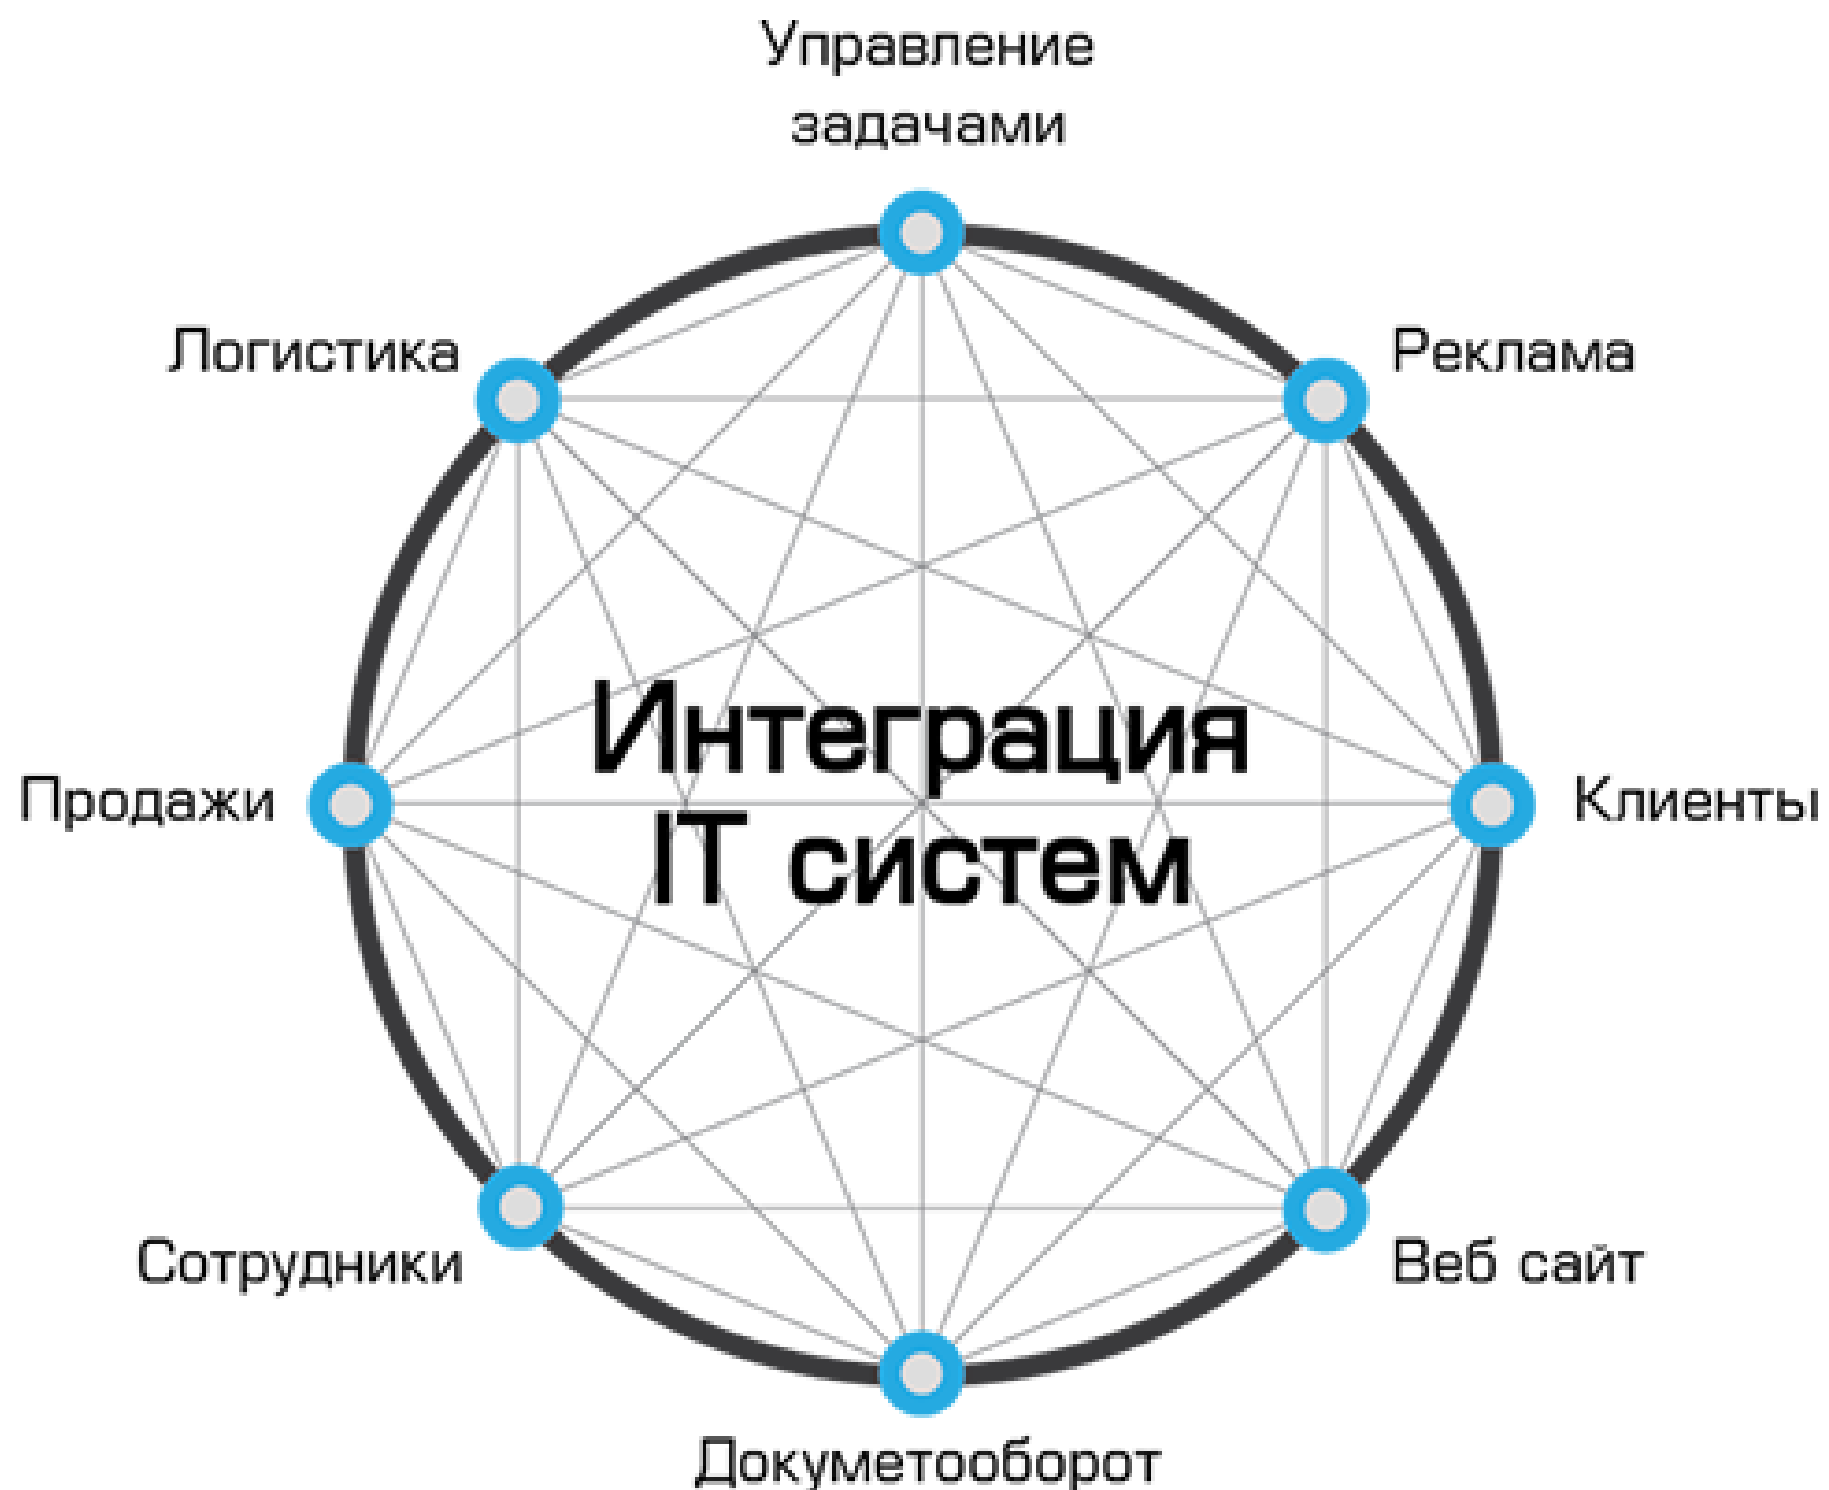 Управление
задачами
Логистика
Реклама
Интеграция
IT систем
Продажи
Клиенты
Сотрудники
Веб сайт
Докуметооборот